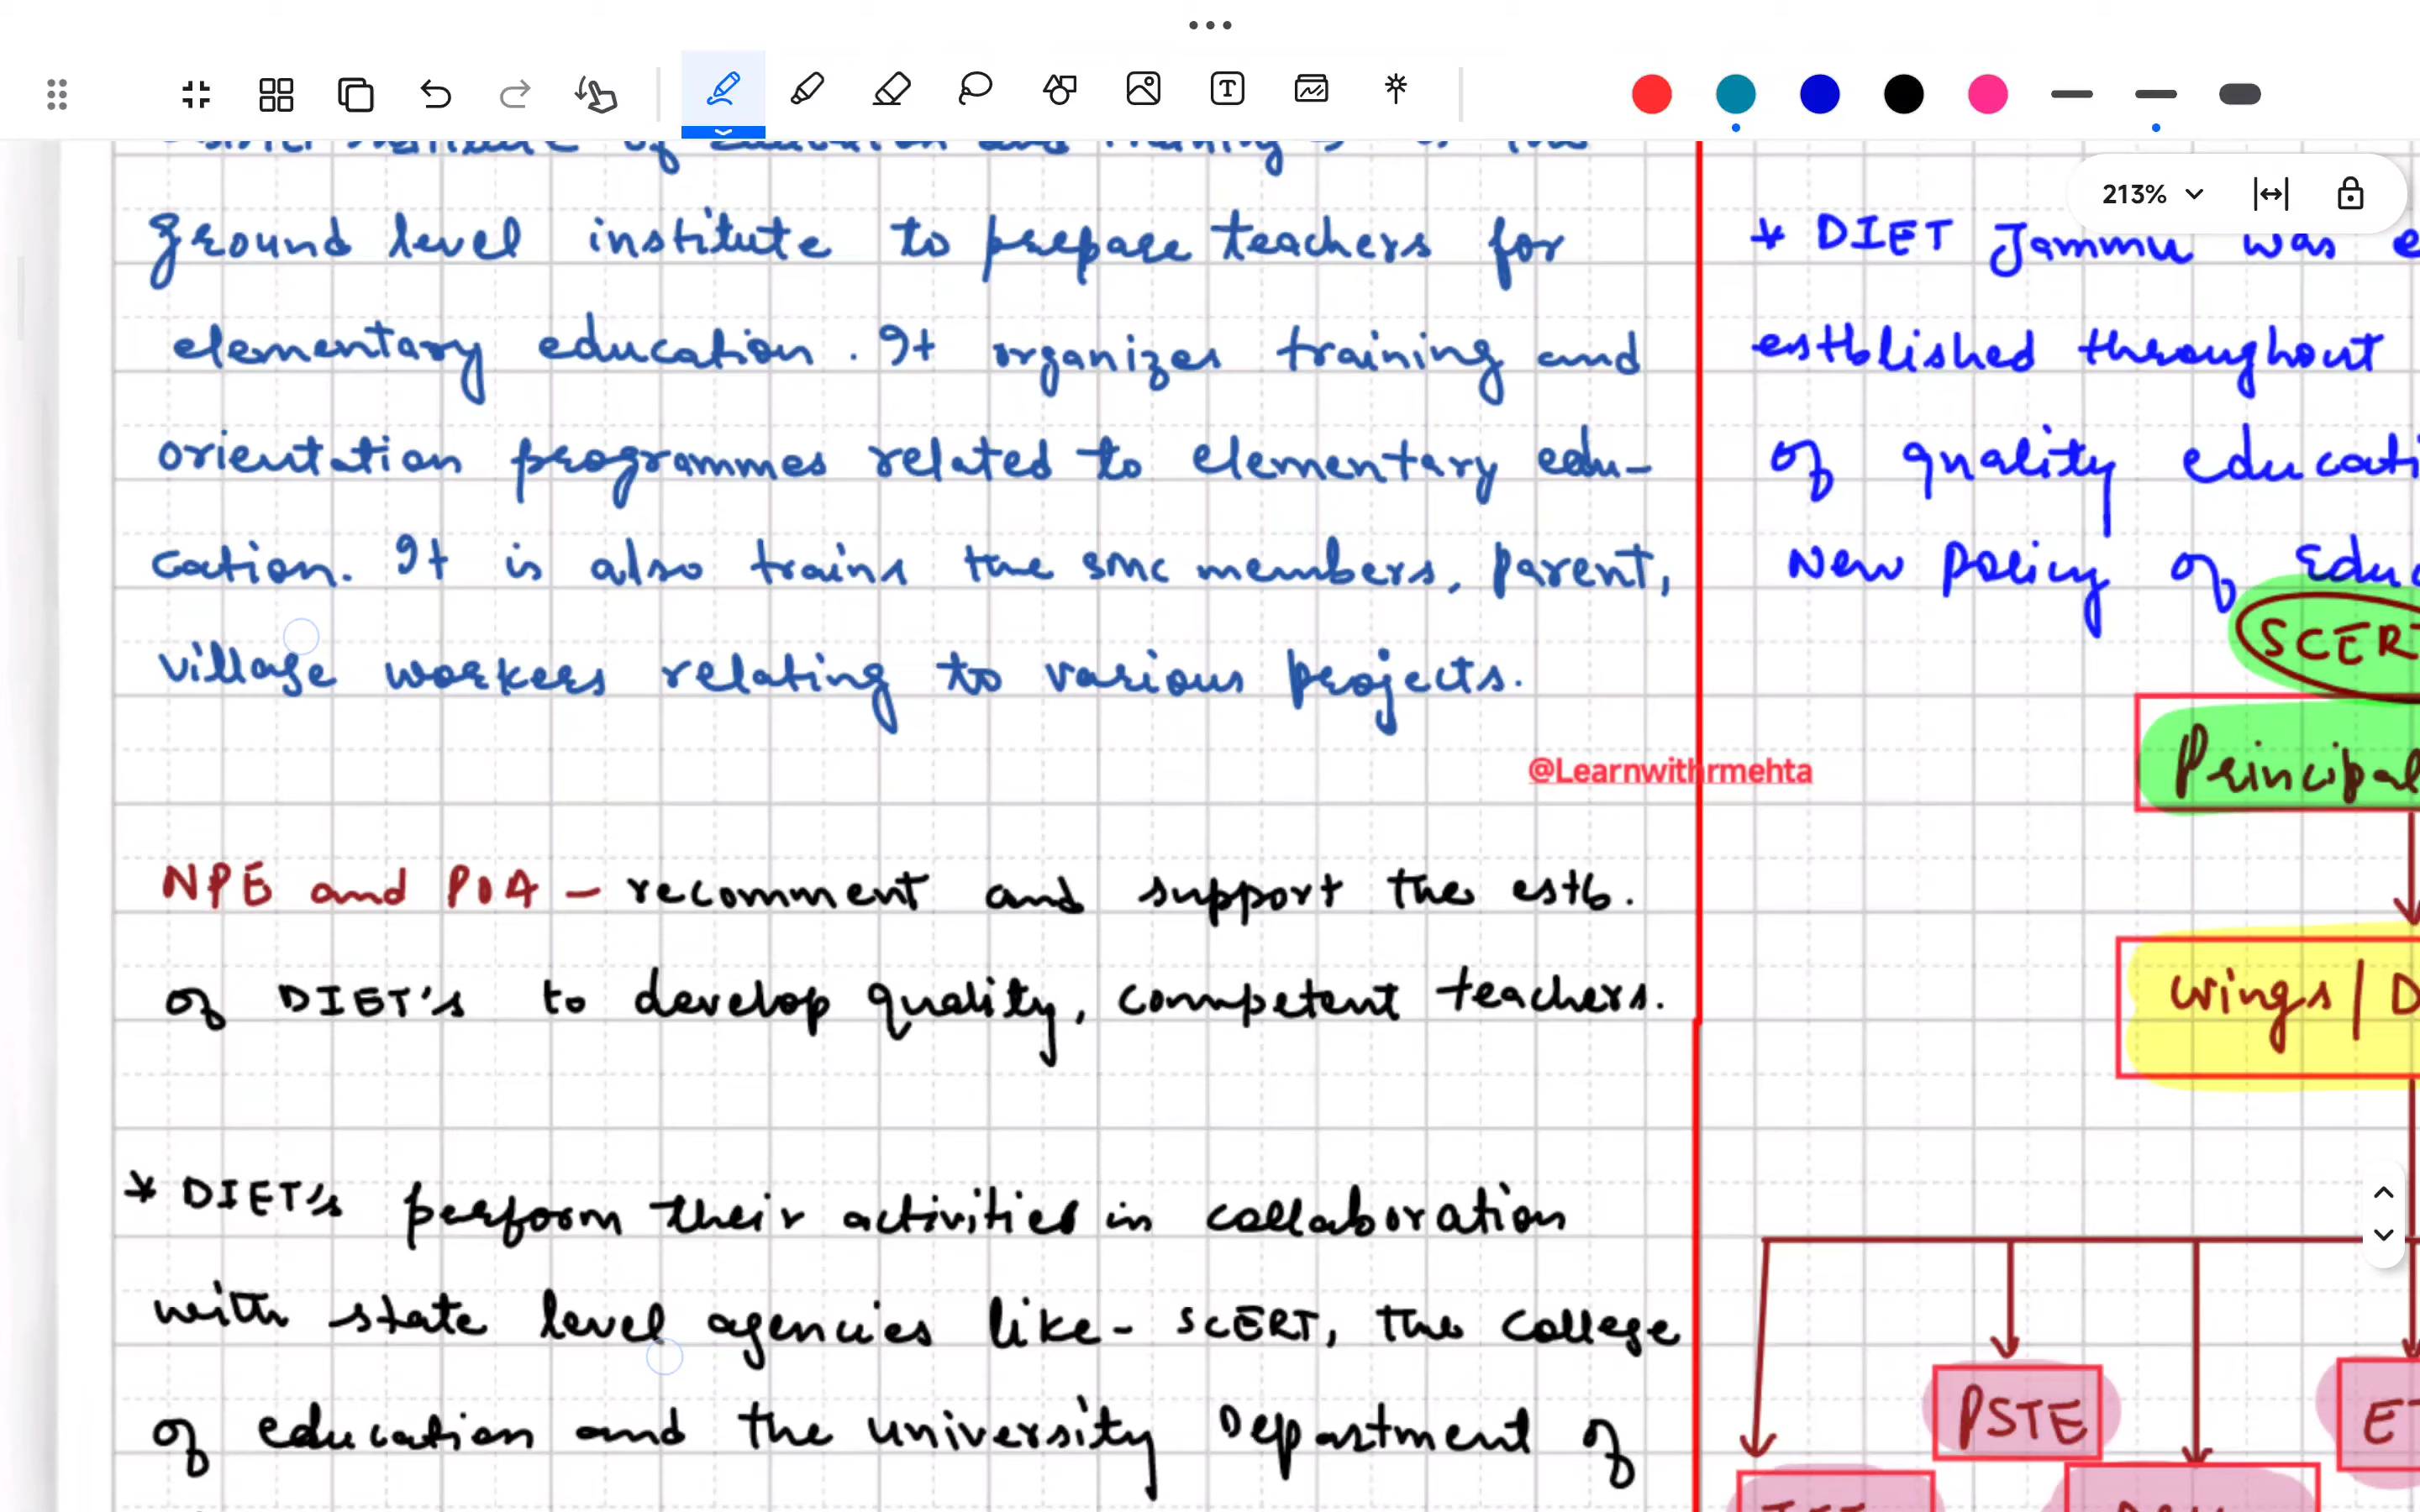 213%
ground level institute to prepare teachers for
elementary education. It organizes training and
orientation programmes related to elementary edu-
cation. It is also trains the SMC members, parent,
village workers relating to various projects.
@Learnwithrmehta
NPE and POA - recomment and support the estb.
of DIET's to develop quality, competent teachers.
* DIET's perform their activities in collaboration
with state level agencies like - SCERT, the college
of education and the university Department of
* DIET Jammu was
established throughout
of quality
New Policy of
SCERT
Principal
Wings /
PSTE